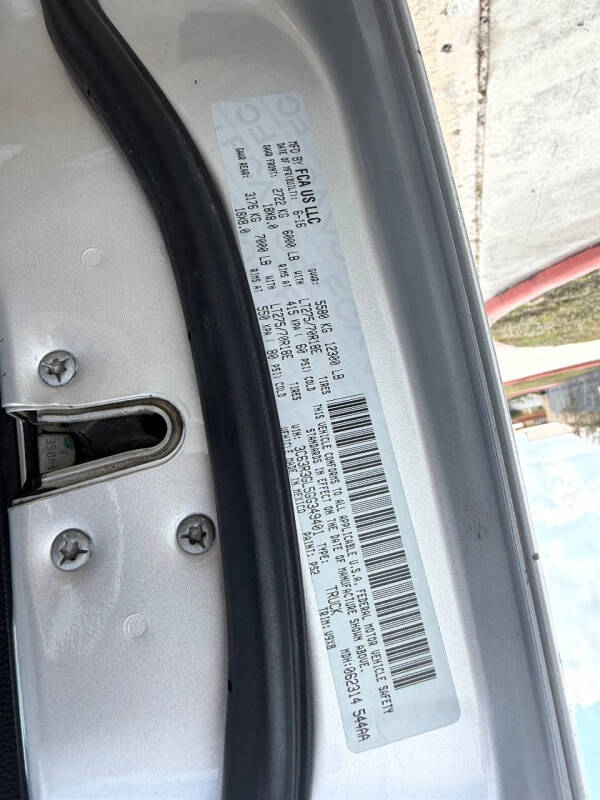 MFD BY FCA US LLC
DATE OF MFR(BUILT): 6-16 GVWR: 5580 KG 12300 LB
GAWR FRONT: 2722 KG 6000 LB WITH LT275/70R18E TIRES
18X8.0 RIMS AT 415 KPA ( 60 PSI) COLD
GAWR REAR: 3176 KG 7000 LB WITH LT275/70R18E TIRES
18X8.0 RIMS AT 550 KPA ( 80 PSI) COLD
THIS VEHICLE CONFORMS TO ALL APPLICABLE U.S.A. FEDERAL MOTOR VEHICLE SAFETY
STANDARDS IN EFFECT ON THE DATE OF MANUFACTURE SHOWN ABOVE.
VIN: 3C63R3GL5GG349401 TYPE: TRUCK MDH:062314 544AA
VEHICLE MADE IN MEXICO PAINT: PS2 TRIM: V9X8